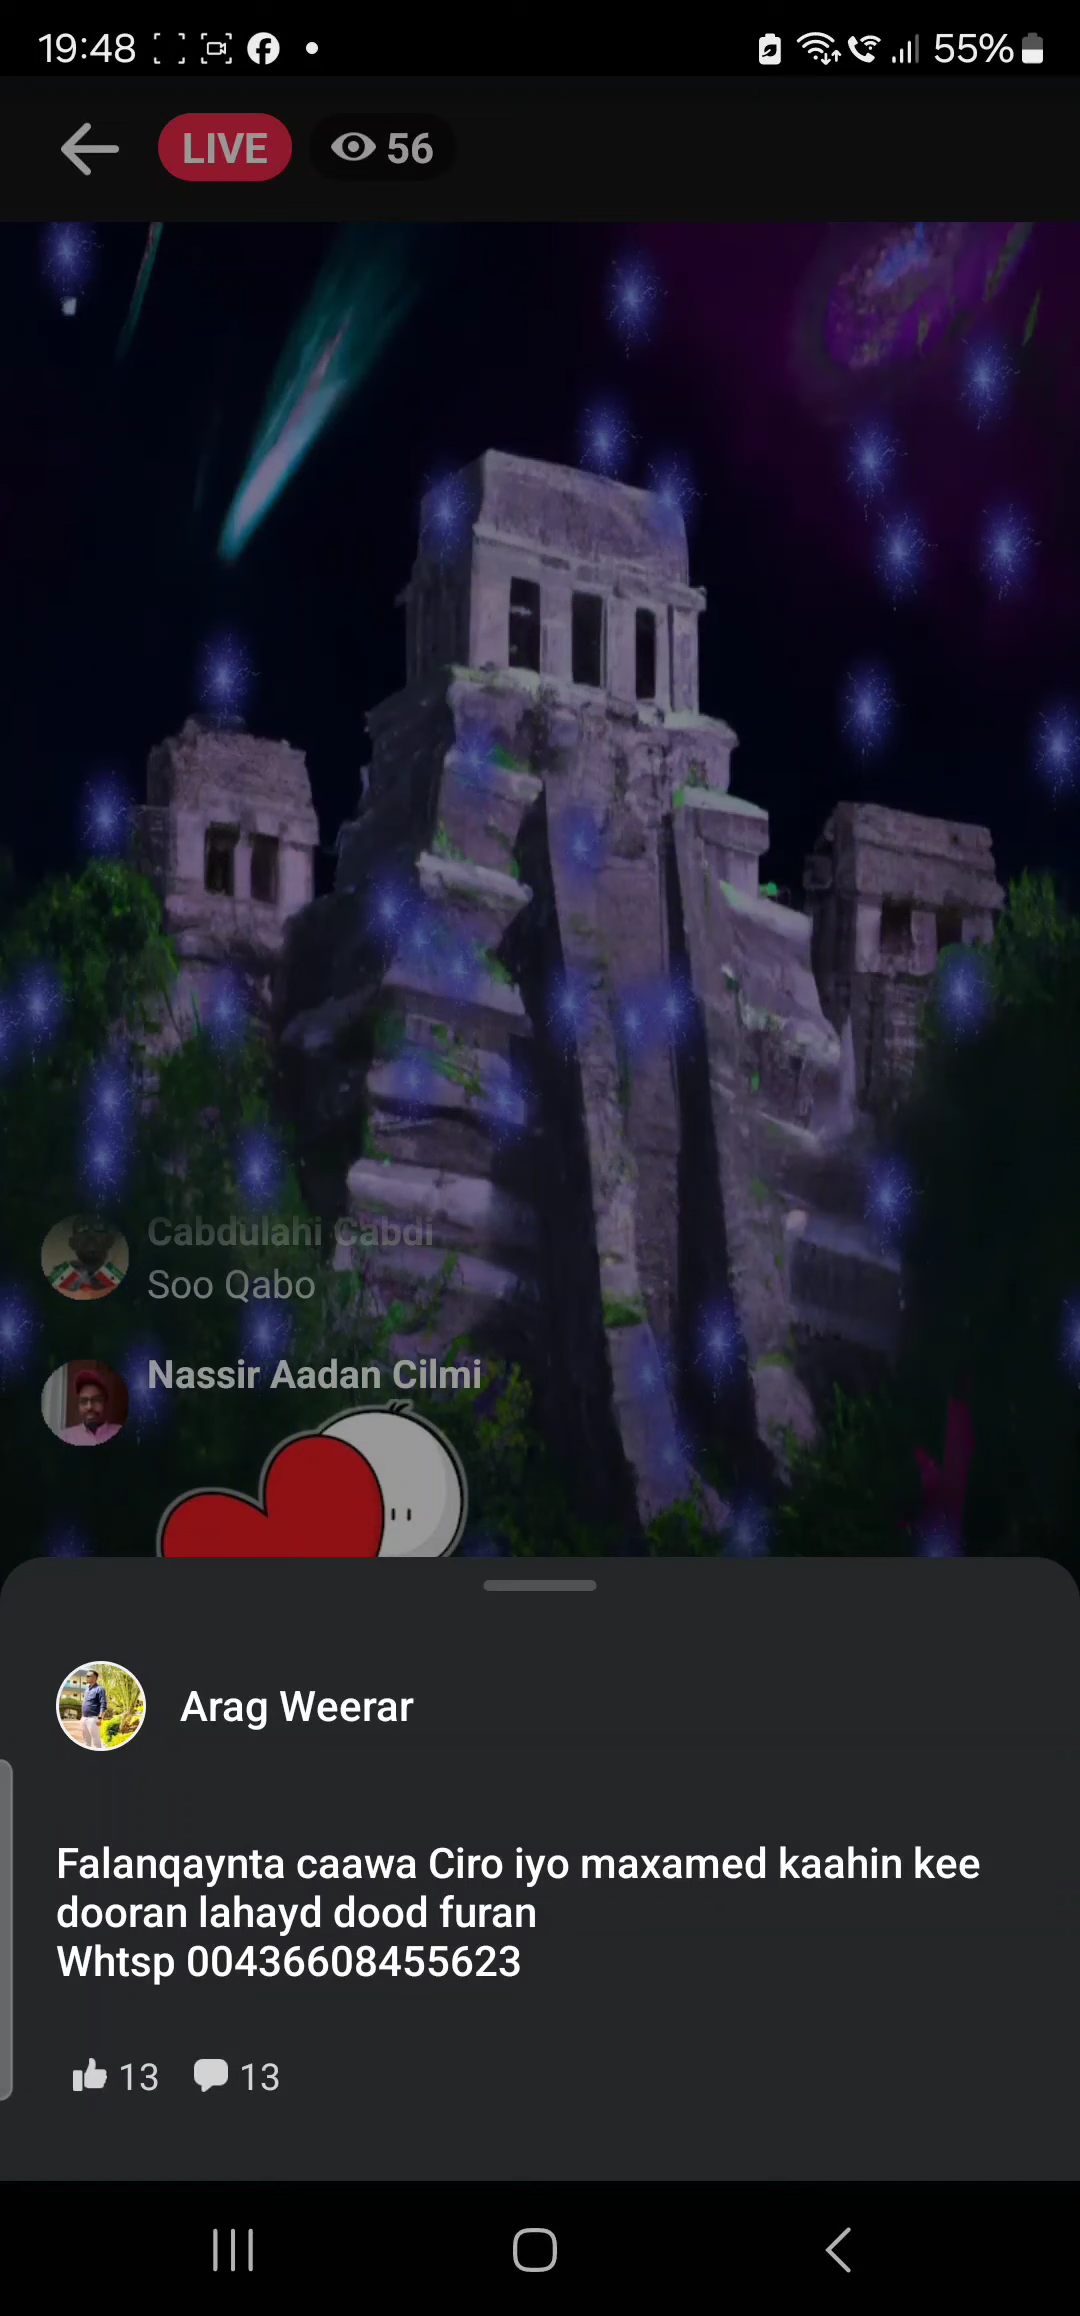 19:48
55%
LIVE
56
Cabdulahi Cabdi
Soo Qabo
Nassir Aadan Cilmi
Arag Weerar
Falanqaynta caawa Ciro iyo maxamed kaahin kee
dooran lahayd dood furan
Whtsp 00436608455623
13
13